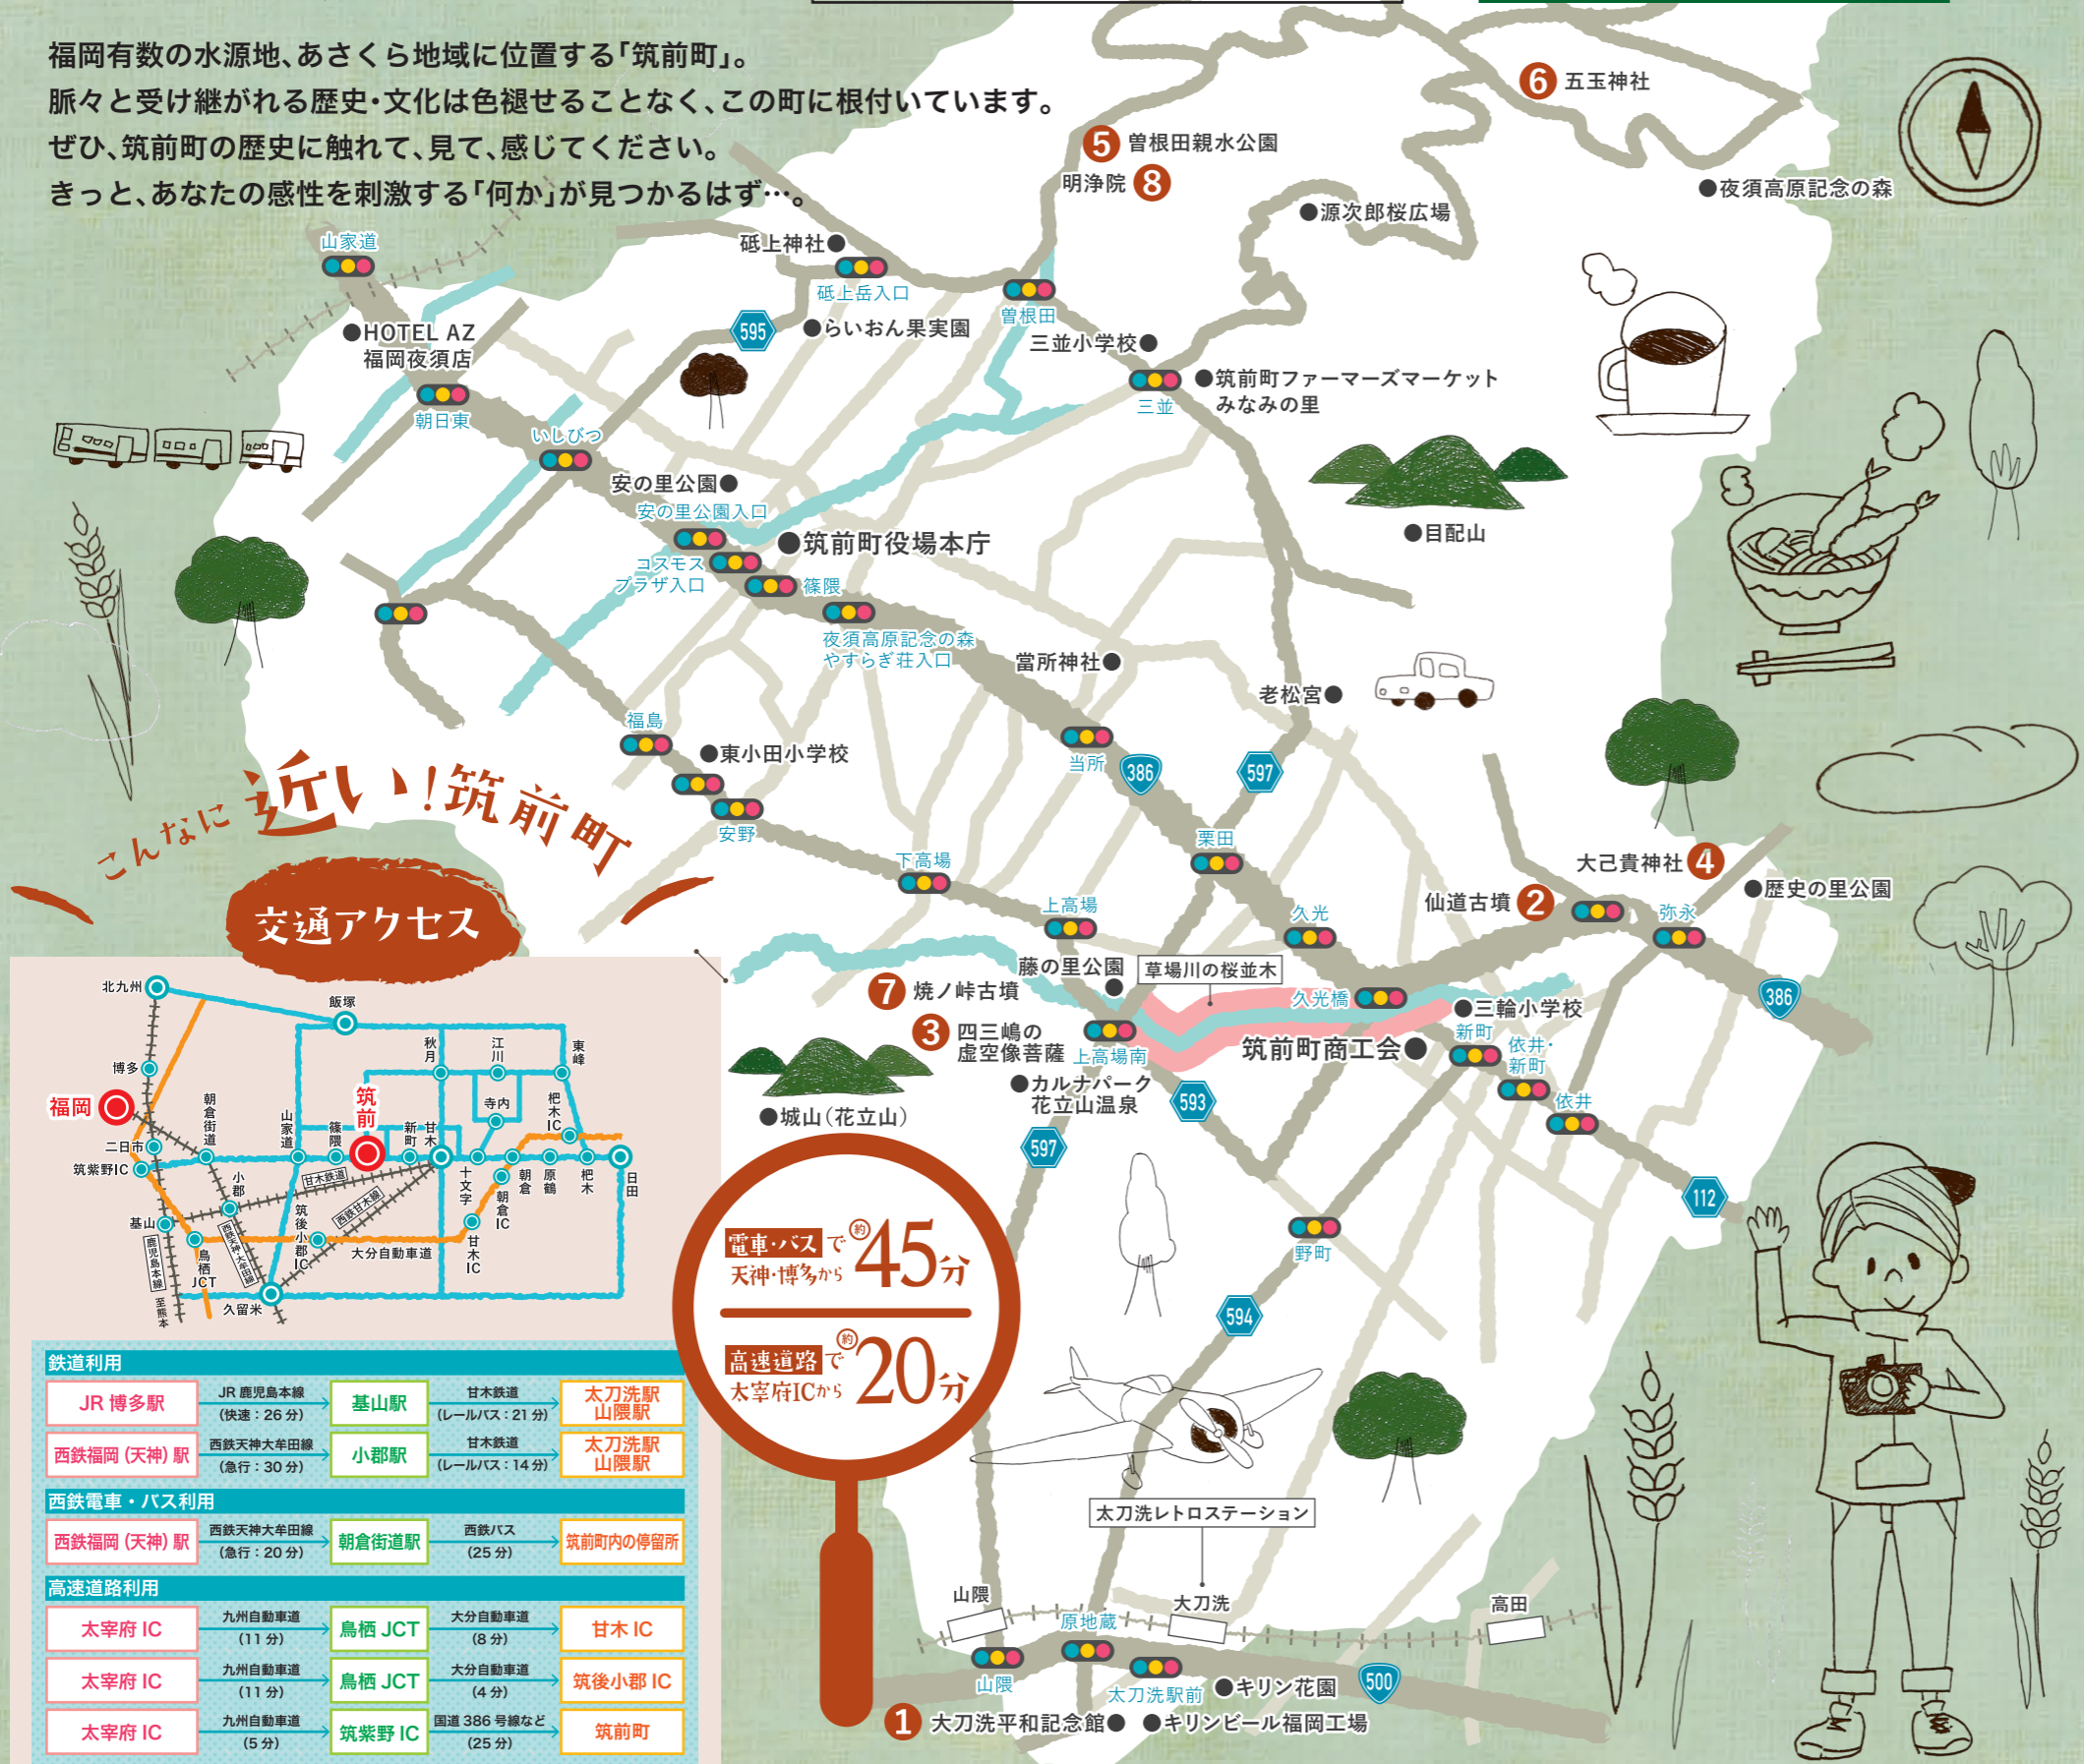 福岡有数の水源地、あさくら地域に位置する「筑前町」。
脈々と受け継がれる歴史・文化は色褪せることなく、この町に根付いています。
ぜひ、筑前町の歴史に触れて、見て、感じてください。
きっと、あなたの感性を刺激する「何か」が見つかるはず…。
6 五玉神社
5 曽根田親水公園
明浄院 8
●夜須高原記念の森
●源次郎桜広場
山家道
砥上神社●
砥上岳入口
曽根田
●HOTEL AZ
福岡夜須店
595
●らいおん果実園
三並小学校●
●筑前町ファーマーズマーケット
みなみの里
三並
朝日東
いしびつ
安の里公園●
安の里公園入口
●筑前町役場本庁
コスモス
プラザ入口
篠隈
●目配山
夜須高原記念の森
やすらぎ荘入口
當所神社●
老松宮●
福島
●東小田小学校
当所
386
597
安野
栗田
下高場
大己貴神社 4
●歴史の里公園
仙道古墳 2
弥永
上高場
久光
藤の里公園
●
草場川の桜並木
7 焼ノ峠古墳
久光橋
386
●三輪小学校
3 四三嶋の
虚空像菩薩
上高場南
筑前町商工会●
新町
依井・
新町
依井
●カルナパーク
花立山温泉
593
●城山(花立山)
597
112
野町
594
太刀洗レトロステーション
山隈
原地蔵
大刀洗
高田
山隈
太刀洗駅前
●キリン花園
500
1 大刀洗平和記念館●
●キリンビール福岡工場
こんなに近い!筑前町
交通アクセス
北九州
飯塚
博多
福岡
朝倉街道
二日市
筑紫野IC
山家道
篠隈
筑前
新町
甘木
秋月
江川
東峰
寺内
杷木IC
十文字
朝倉
原鶴
杷木
日田
朝倉IC
甘木IC
小郡
甘木鉄道
西鉄甘木線
基山
鳥栖JCT
筑後小郡IC
大分自動車道
鹿児島本線
西鉄天神・大牟田線
至熊本
久留米
電車・バスで約45分
天神・博多から
高速道路で約20分
太宰府ICから
鉄道利用
JR 博多駅 JR 鹿児島本線 (快速:26 分) 基山駅 甘木鉄道 (レールバス:21 分) 太刀洗駅 山隈駅
西鉄福岡(天神)駅 西鉄天神大牟田線 (急行:30 分) 小郡駅 甘木鉄道 (レールバス:14 分) 太刀洗駅 山隈駅
西鉄電車・バス利用
西鉄福岡(天神)駅 西鉄天神大牟田線 (急行:20 分) 朝倉街道駅 西鉄バス (25 分) 筑前町内の停留所
高速道路利用
太宰府 IC 九州自動車道 (11 分) 鳥栖 JCT 大分自動車道 (8 分) 甘木 IC
太宰府 IC 九州自動車道 (11 分) 鳥栖 JCT 大分自動車道 (4 分) 筑後小郡 IC
太宰府 IC 九州自動車道 (5 分) 筑紫野 IC 国道 386 号線など (25 分) 筑前町